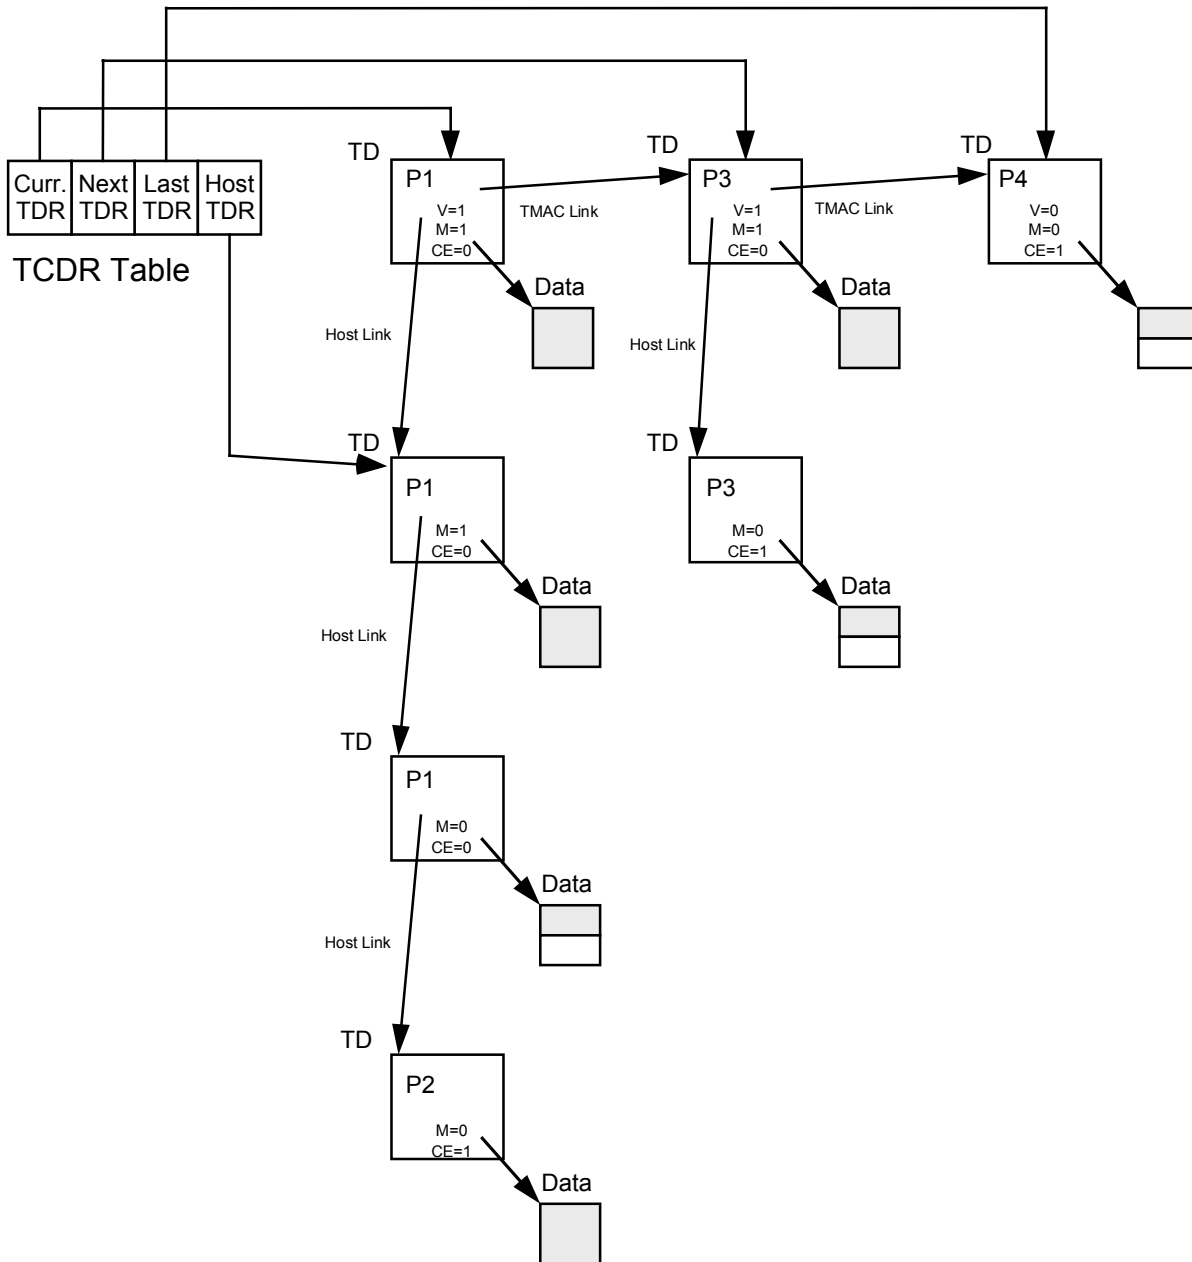 TD
TD
TD
Curr. TDR
Next TDR
Last TDR
Host TDR
TCDR Table
P1
V=1
M=1
CE=0
TMAC Link
P3
V=1
M=1
CE=0
TMAC Link
P4
V=0
M=0
CE=1
Data
Data
Host Link
Host Link
TD
TD
P1
M=1
CE=0
P3
M=0
CE=1
Data
Data
Host Link
TD
P1
M=0
CE=0
Data
Host Link
TD
P2
M=0
CE=1
Data